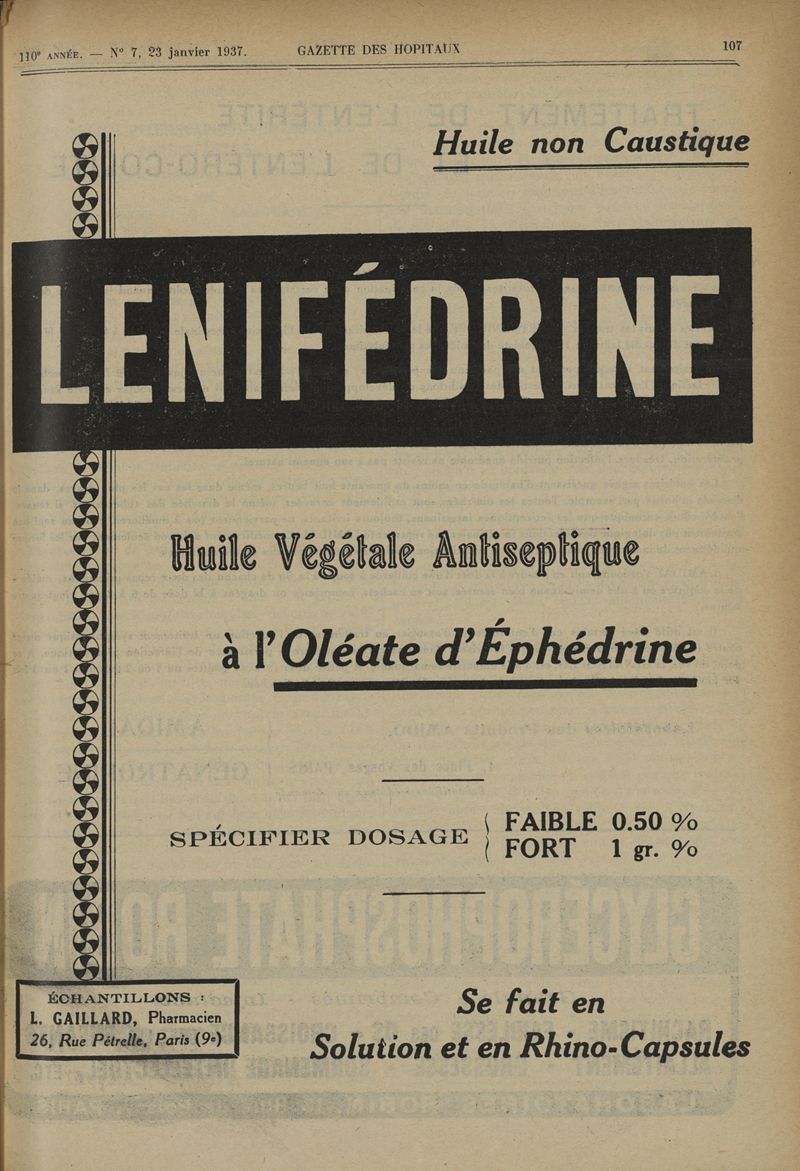 110e ANNÉE. — No 7, 23 janvier 1937. GAZETTE DES HOPITAUX 107
Huile non Caustique
LENIFÉDRINE
Huile Végétale Antiseptique
à l'Oléate d'Éphédrine
SPÉCIFIER DOSAGE { FAIBLE 0.50 %
FORT 1 gr. %
ÉCHANTILLONS :
L. GAILLARD, Pharmacien
26, Rue Pétrelle, Paris (9e)
Se fait en
Solution et en Rhino-Capsules